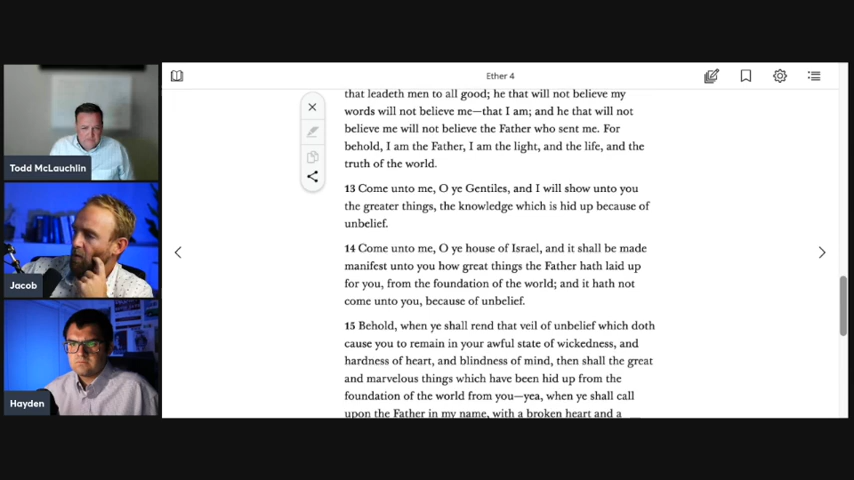 Todd McLauchlin
Jacob
Hayden
Ether 4
that leadeth men to all good; he that will not believe my
words will not believe me—that I am; and he that will not
believe me will not believe the Father who sent me. For
behold, I am the Father, I am the light, and the life, and the
truth of the world.
13 Come unto me, O ye Gentiles, and I will show unto you
the greater things, the knowledge which is hid up because of
unbelief.
14 Come unto me, O ye house of Israel, and it shall be made
manifest unto you how great things the Father hath laid up
for you, from the foundation of the world; and it hath not
come unto you, because of unbelief.
15 Behold, when ye shall rend that veil of unbelief which doth
cause you to remain in your awful state of wickedness, and
hardness of heart, and blindness of mind, then shall the great
and marvelous things which have been hid up from the
foundation of the world from you—yea, when ye shall call
upon the Father in my name, with a broken heart and a